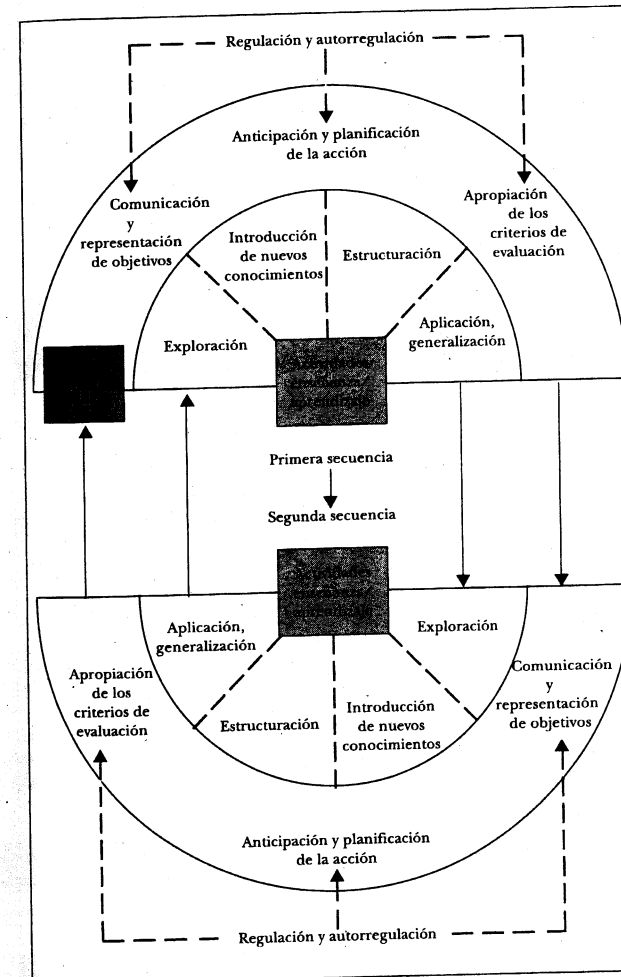 Regulación y autorregulación
Anticipación y planificación
de la acción
Comunicación
y
representación
de objetivos
Apropiación
de los
criterios de
evaluación
Introducción
de nuevos
conocimientos
Estructuración
Exploración
Aplicación,
generalización
Primera secuencia
Segunda secuencia
Actividades
Aplicación,
generalización
Exploración
Apropiación
de los
criterios de
evaluación
Estructuración
Introducción
de nuevos
conocimientos
Comunicación
y
representación
de objetivos
Anticipación y planificación
de la acción
Regulación y autorregulación